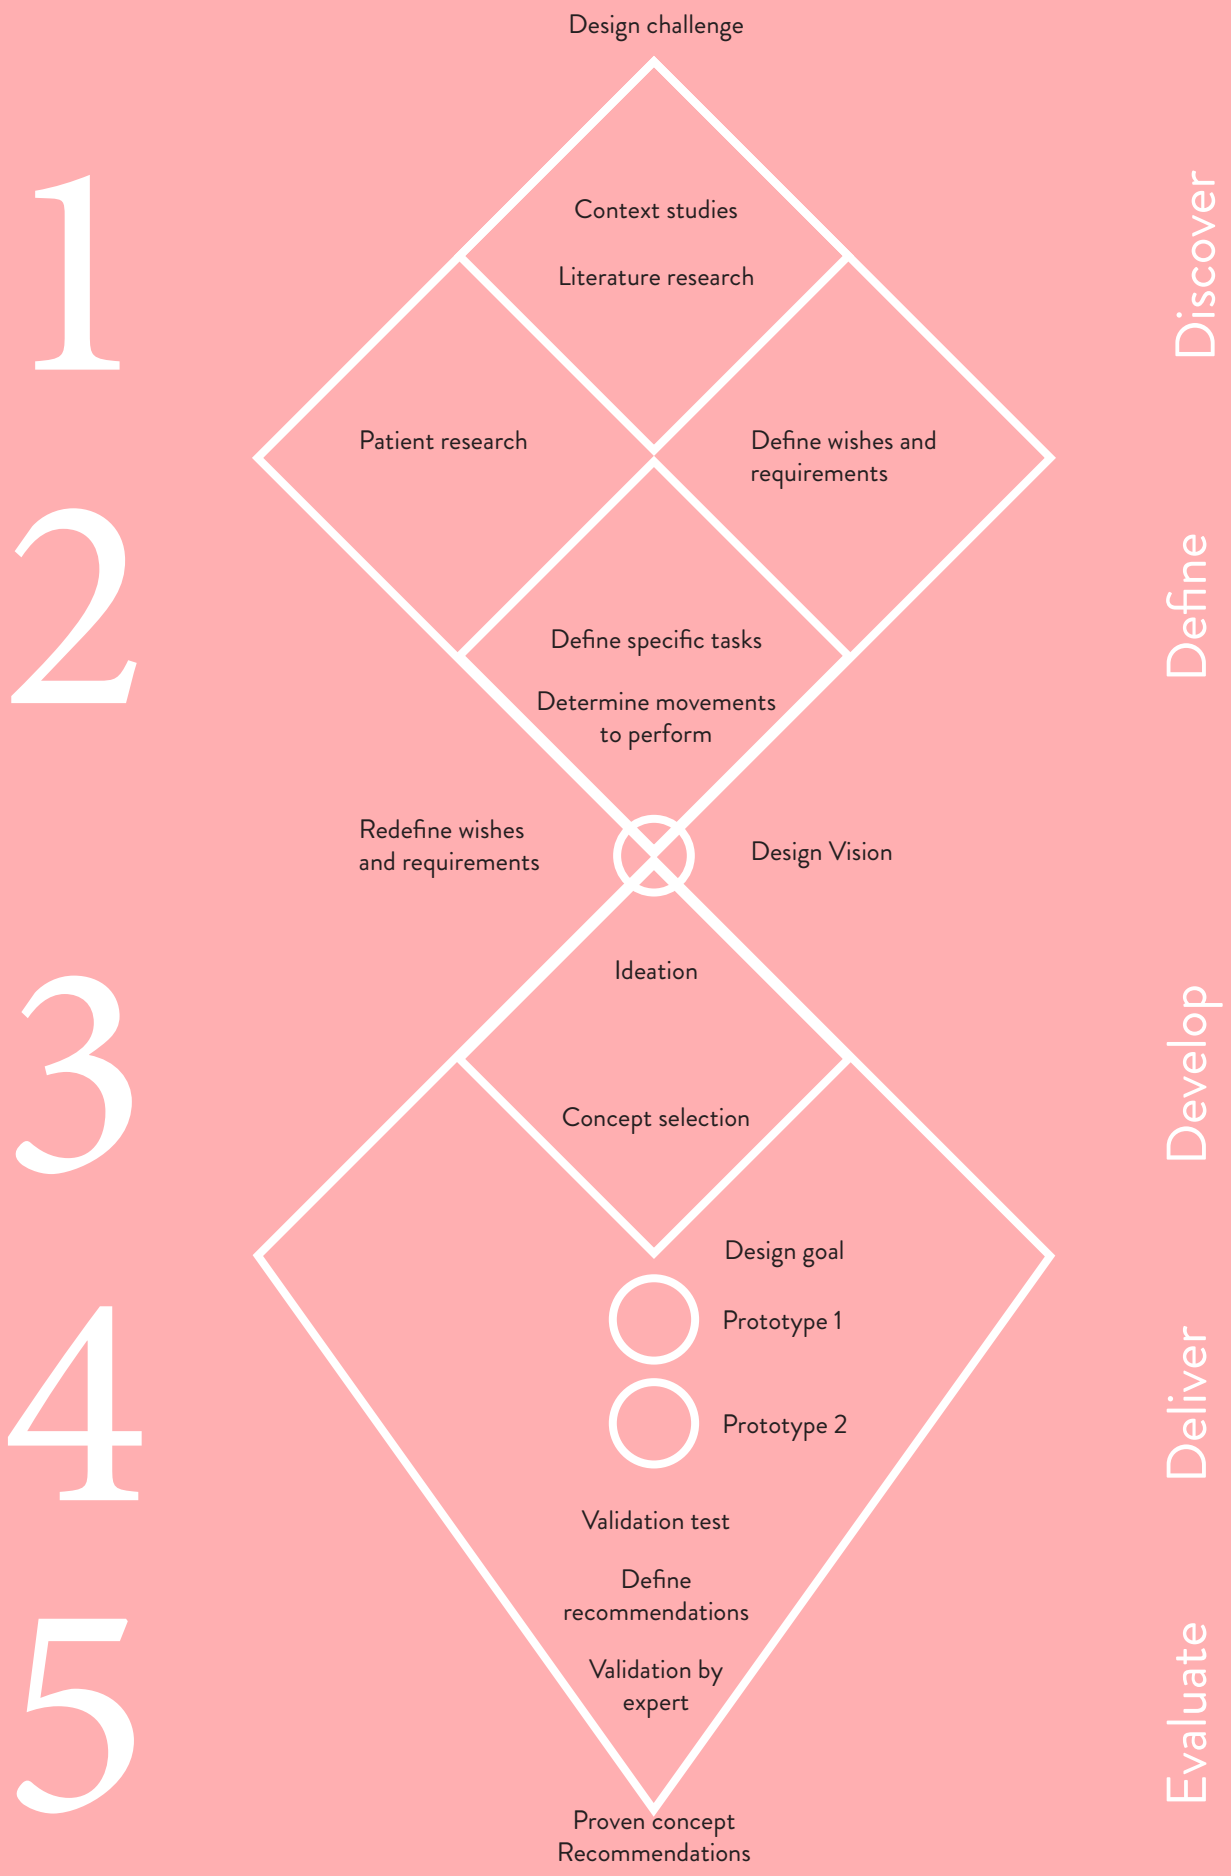 Design challenge
1
Discover
Context studies
Literature research
Patient research
Define wishes and
requirements
2
Define
Define specific tasks
Determine movements
to perform
Redefine wishes
and requirements
Design Vision
3
Develop
Ideation
Concept selection
Design goal
4
Deliver
Prototype 1
Prototype 2
Validation test
Define
recommendations
5
Evaluate
Validation by
expert
Proven concept
Recommendations